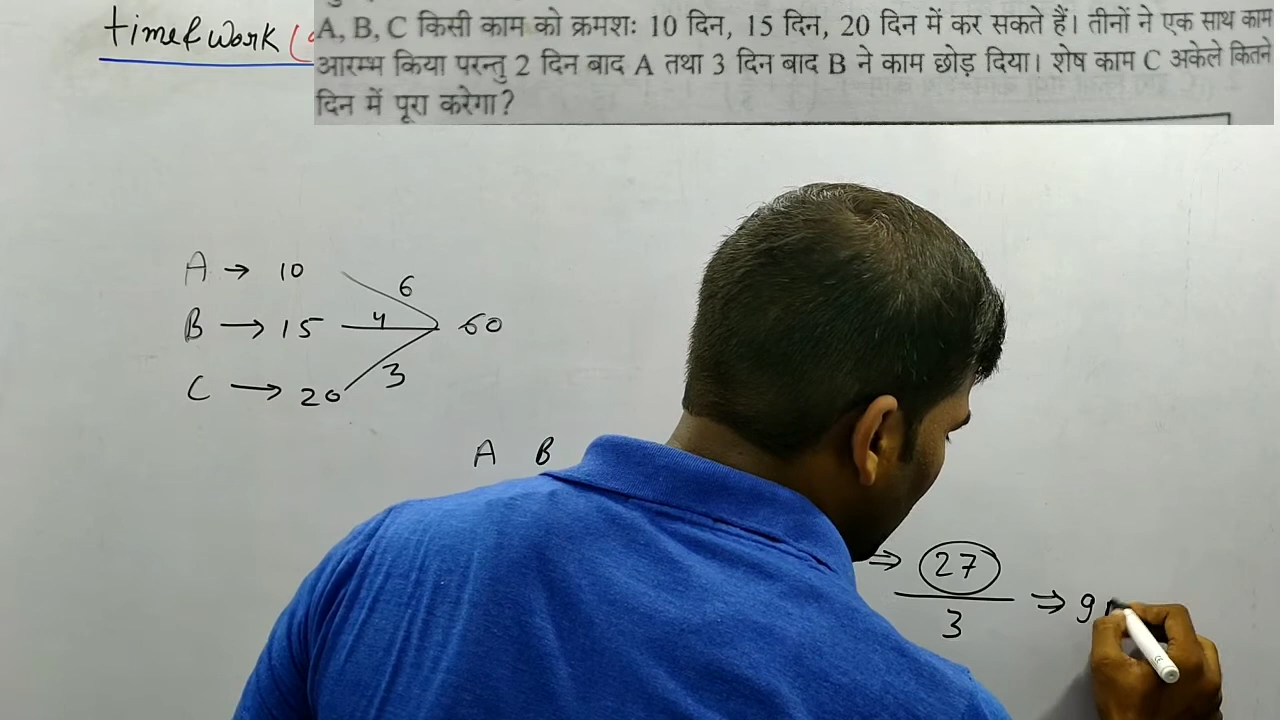 time & work (
A, B, C किसी काम को क्रमशः 10 दिन, 15 दिन, 20 दिन में कर सकते हैं। तीनों ने एक साथ काम
आरम्भ किया परन्तु 2 दिन बाद A तथा 3 दिन बाद B ने काम छोड़ दिया। शेष काम C अकेले कितने
दिन में पूरा करेगा?
A → 10 6
B → 15 4 60
C → 20 3
A B
⇒ 27
3 ⇒ 9